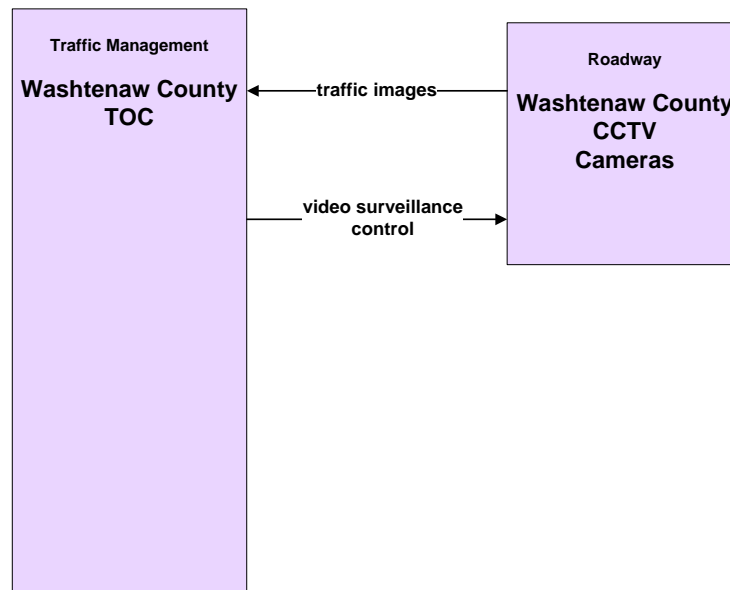 Traffic Management
Washtenaw County
TOC
traffic images
video surveillance
control
Roadway
Washtenaw County
CCTV
Cameras